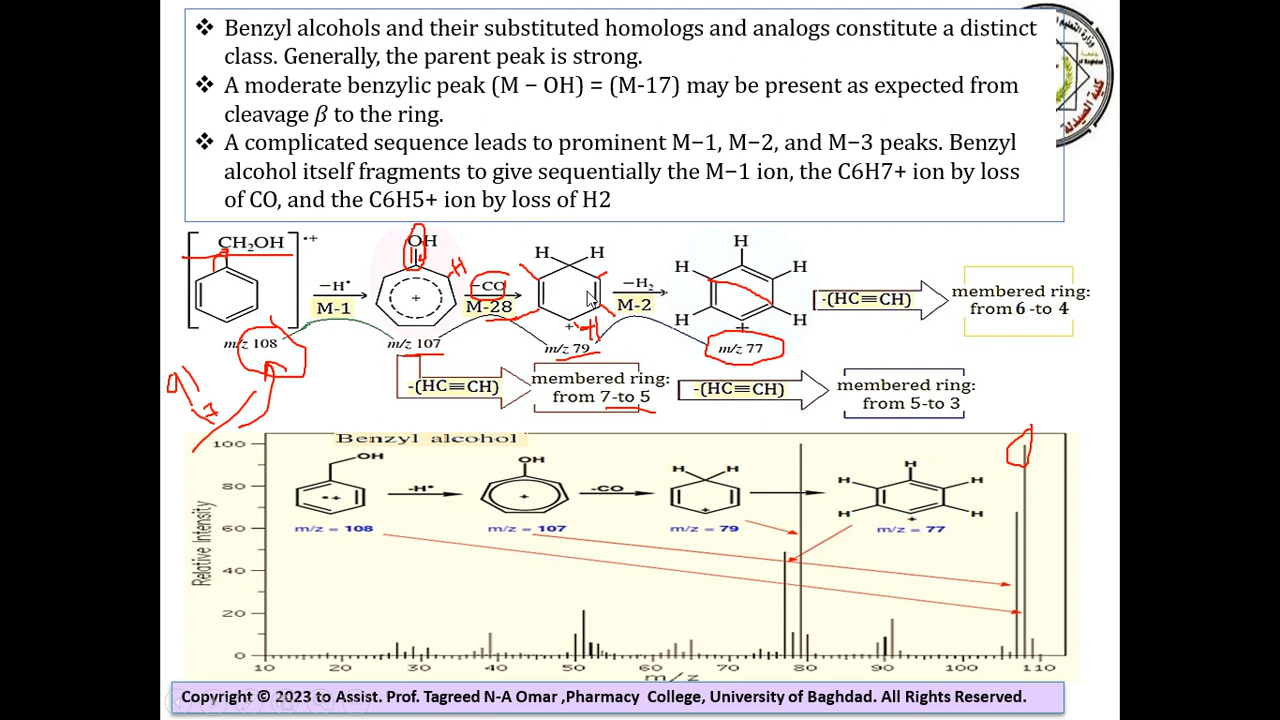 ❖ Benzyl alcohols and their substituted homologs and analogs constitute a distinct
class. Generally, the parent peak is strong.
❖ A moderate benzylic peak (M − OH) = (M-17) may be present as expected from
cleavage β to the ring.
❖ A complicated sequence leads to prominent M−1, M−2, and M−3 peaks. Benzyl
alcohol itself fragments to give sequentially the M−1 ion, the C6H7+ ion by loss
of CO, and the C6H5+ ion by loss of H2
CH₂OH
•+
m/z 108
−H•
M-1
OH
H
+
m/z 107
−CO
M-28
H H
+
H
m/z 79
−H₂
M-2
H
H H
H H
+
m/z 77
-(HC≡CH)
membered ring:
from 6 -to 4
-(HC≡CH)
membered ring:
from 7-to 5
-(HC≡CH)
membered ring:
from 5-to 3
91
17
Benzyl alcohol
Relative Intensity
100
80
60
40
20
0
OH
•+
m/z = 108
-H•
OH
+
m/z = 107
-CO
H H
+
m/z = 79
H
H H
H H
+
m/z = 77
10 20 30 40 50 60 70 80 90 100 110
m/z
Copyright © 2023 to Assist. Prof. Tagreed N-A Omar ,Pharmacy College, University of Baghdad. All Rights Reserved.